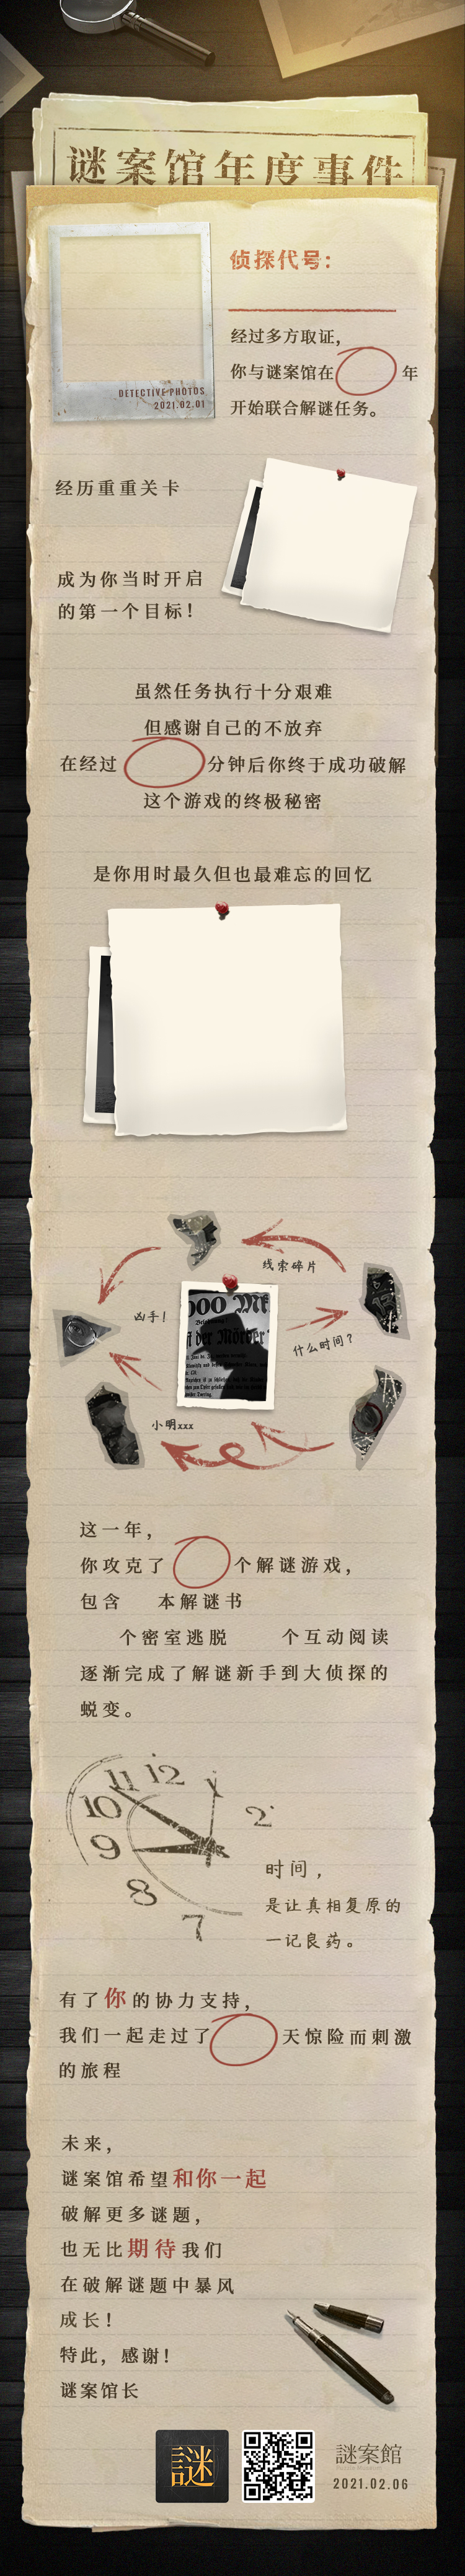 谜案馆年度事件
侦探代号：
DETECTIVE PHOTOS
2021.02.01
经过多方取证，
你与谜案馆在 年
开始联合解谜任务。
经历重重关卡
成为你当时开启
的第一个目标！
虽然任务执行十分艰难
但感谢自己的不放弃
在经过 分钟后你终于成功破解
这个游戏的终极秘密
是你用时最久但也最难忘的回忆
线索碎片
凶手！
000 Mk.
der Mörder?
什么时间？
小明xxx
这一年，
你攻克了 个解谜游戏，
包含 本解谜书
个密室逃脱 个互动阅读
逐渐完成了解谜新手到大侦探的
蜕变。
11 12 1
10 2
9
8
7
时间，
是让真相复原的
一记良药。
有了你的协力支持，
我们一起走过了 天惊险而刺激
的旅程
未来，
谜案馆希望和你一起
破解更多谜题，
也无比期待我们
在破解谜题中暴风
成长！
特此，感谢！
谜案馆长
謎
謎案館
2021.02.06